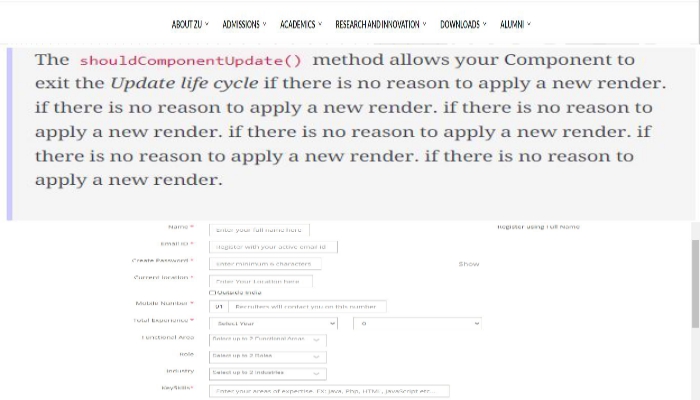 ABOUT ZU ADMISSIONS ACADEMICS RESEARCH AND INNOVATION DOWNLOADS ALUMNI
The shouldComponentUpdate() method allows your Component to
exit the Update life cycle if there is no reason to apply a new render.
if there is no reason to apply a new render. if there is no reason to
apply a new render. if there is no reason to apply a new render. if
there is no reason to apply a new render. if there is no reason to
apply a new render.
Name * Enter your full name here Register using Full Name
Email ID * Register with your active email id
Create Password * Enter minimum 6 characters Show
Current location * Enter Your Location here
Outside India
Mobile Number * 91 Recruiters will contact you on this number
Total Experience * Select Year 0
Functional Area Select up to 2 Functional Areas
Role Select up to 2 Roles
Industry Select up to 2 Industries
KeySkills* Enter your areas of expertise. EX: Java, Php, HTML, JavaScript etc...